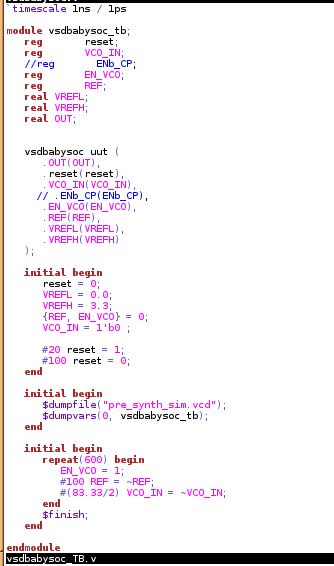 `timescale 1ns / 1ps
module vsdbabysoc_tb;
reg reset;
reg VCO_IN;
//reg ENb_CP;
reg EN_VCO;
reg REF;
real VREFL;
real VREFH;
real OUT;
vsdbabysoc uut (
.OUT(OUT),
.reset(reset),
.VCO_IN(VCO_IN),
// .ENb_CP(ENb_CP),
.EN_VCO(EN_VCO),
.REF(REF),
.VREFL(VREFL),
.VREFH(VREFH)
);
initial begin
reset = 0;
VREFL = 0.0;
VREFH = 3.3;
{REF, EN_VCO} = 0;
VCO_IN = 1'b0 ;
#20 reset = 1;
#100 reset = 0;
end
initial begin
$dumpfile("pre_synth_sim.vcd");
$dumpvars(0, vsdbabysoc_tb);
end
initial begin
repeat(600) begin
EN_VCO = 1;
#100 REF = ~REF;
#(83.33/2) VCO_IN = ~VCO_IN;
end
$finish;
end
endmodule
vsdbabysoc_TB.v